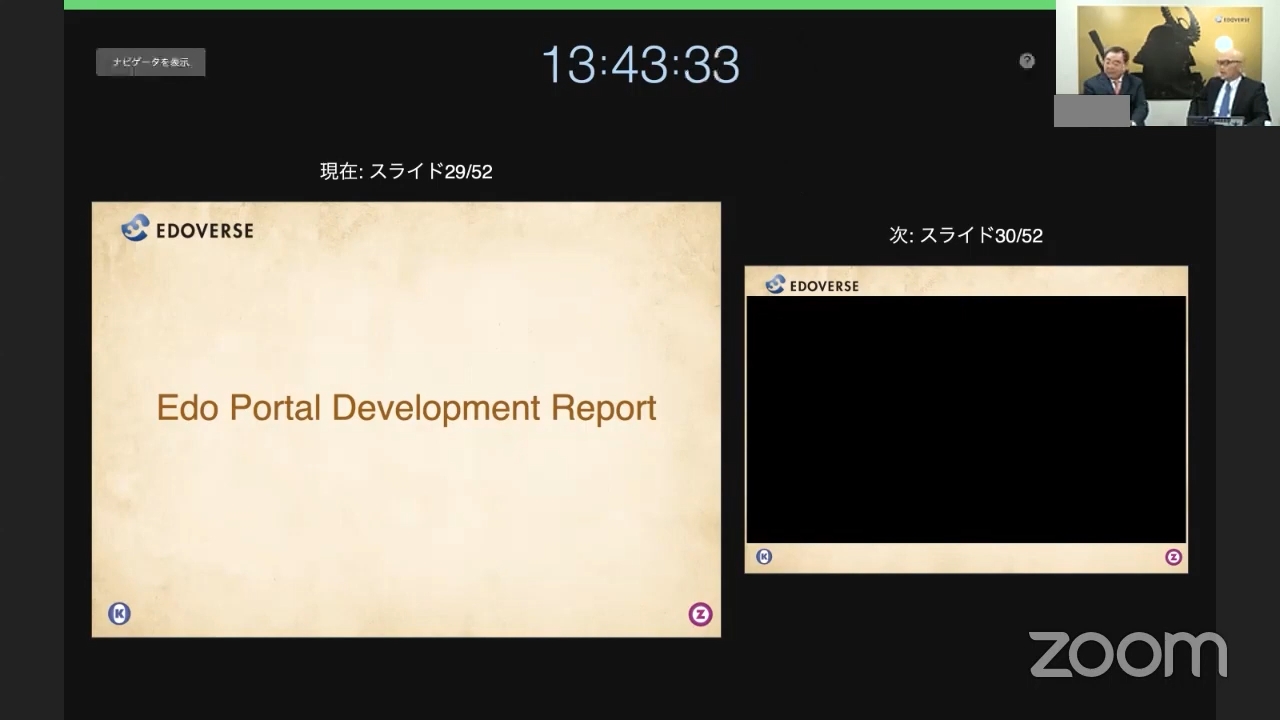 ナビゲータを表示
13:43:33
?
EDOVERSE
現在: スライド29/52
次: スライド30/52
EDOVERSE
Edo Portal Development Report
K
Z
EDOVERSE
K
Z
zoom